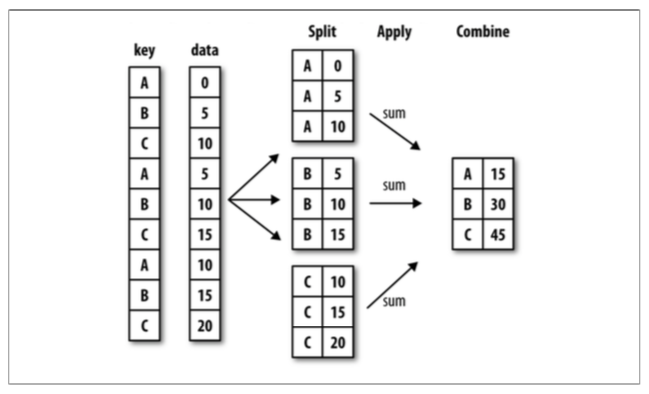 Split Apply Combine
key data
A 0
B 5
C 10
A 5
B 10
C 15
A 10
B 15
C 20
A 0
A 5
A 10
B 5
B 10
B 15
C 10
C 15
C 20
sum
sum
sum
A 15
B 30
C 45